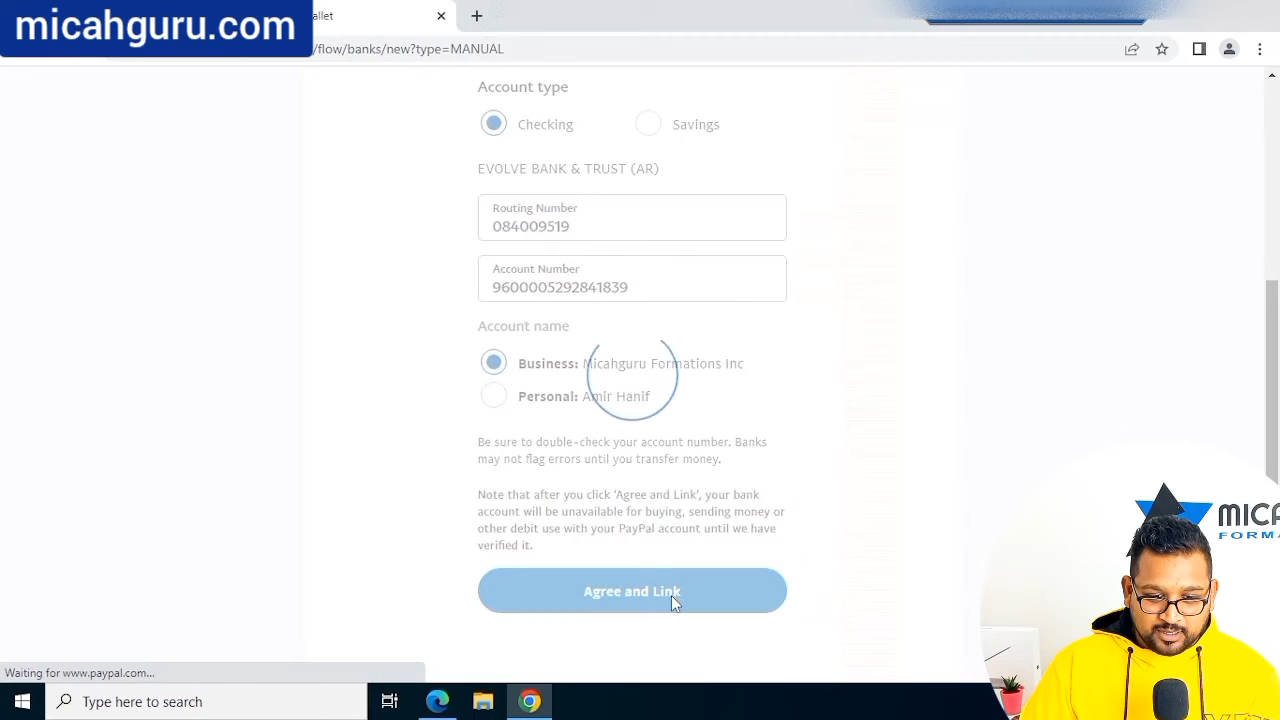 micahguru.com
allet
/flow/banks/new?type=MANUAL
Account type
Checking
Savings
EVOLVE BANK & TRUST (AR)
Routing Number
084009519
Account Number
9600005292841839
Account name
Business: Micahguru Formations Inc
Personal: Amir Hanif
Be sure to double-check your account number. Banks
may not flag errors until you transfer money.
Note that after you click 'Agree and Link', your bank
account will be unavailable for buying, sending money or
other debit use with your PayPal account until we have
verified it.
Agree and Link
Waiting for www.paypal.com...
Type here to search
MICA
FORMA